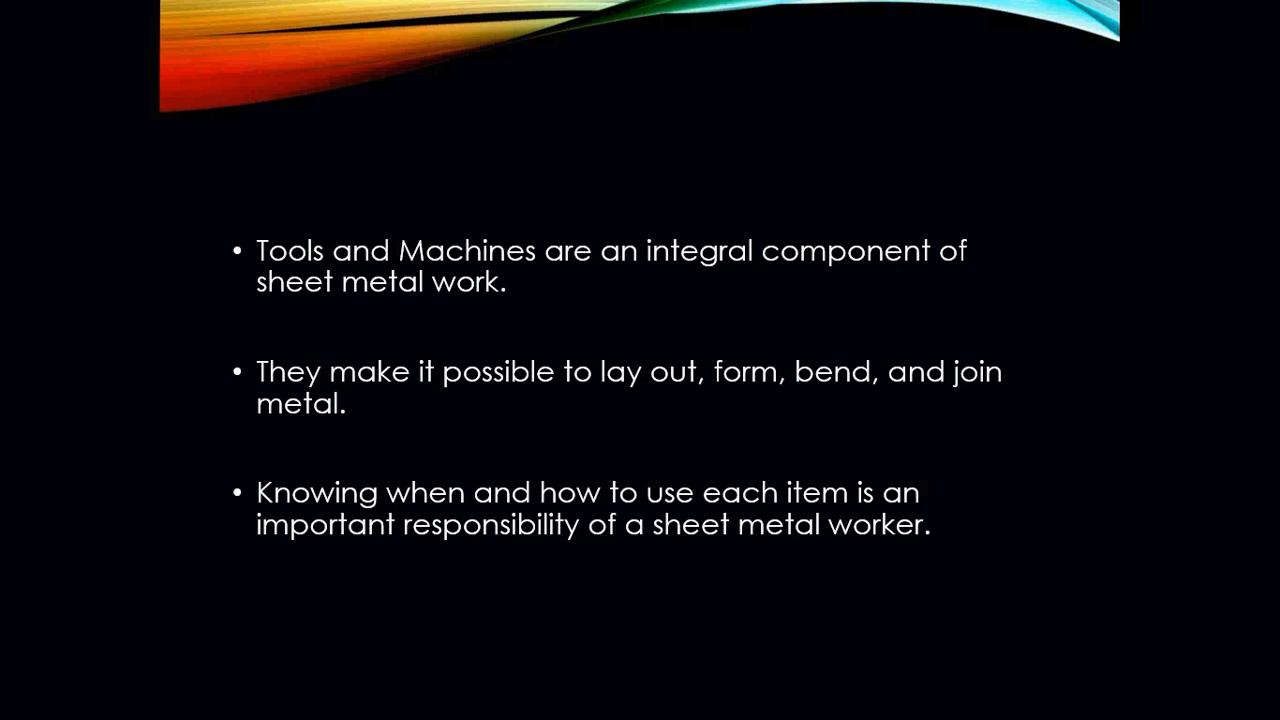 • Tools and Machines are an integral component of
sheet metal work.
• They make it possible to lay out, form, bend, and join
metal.
• Knowing when and how to use each item is an
important responsibility of a sheet metal worker.